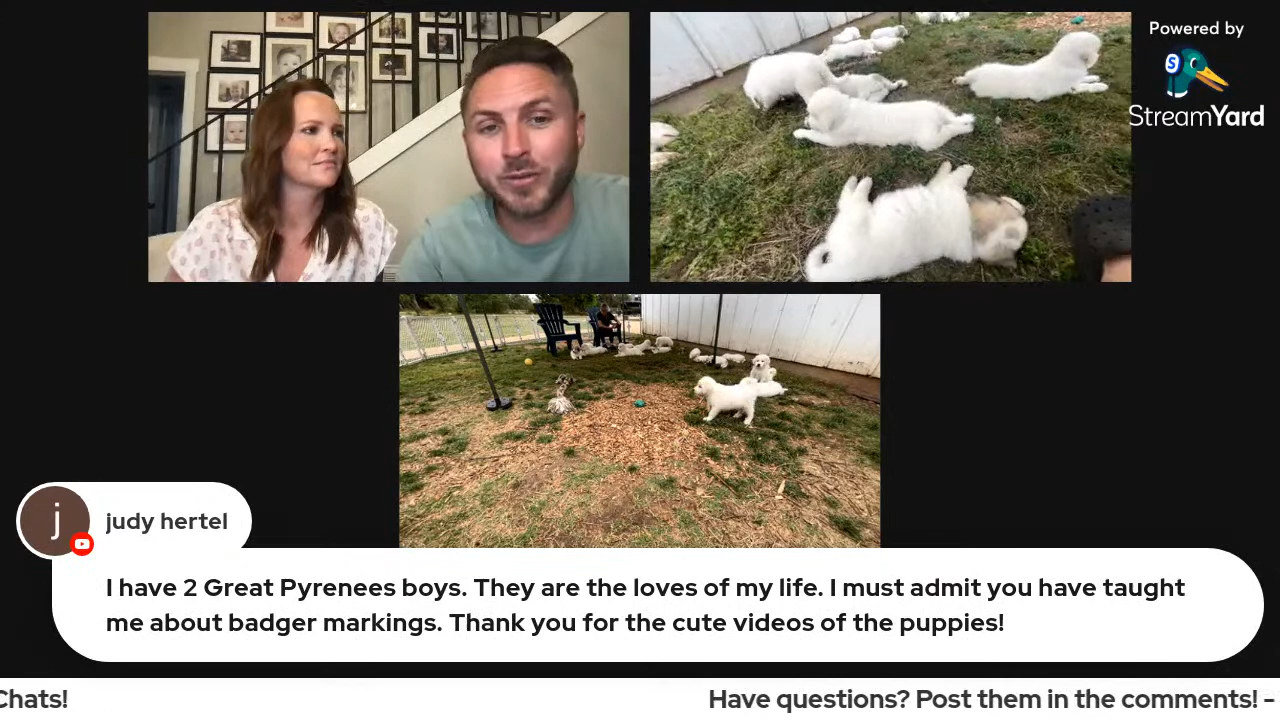 Powered by
S
StreamYard
j
judy hertel
I have 2 Great Pyrenees boys. They are the loves of my life. I must admit you have taught
me about badger markings. Thank you for the cute videos of the puppies!
Chats!
Have questions? Post them in the comments! -